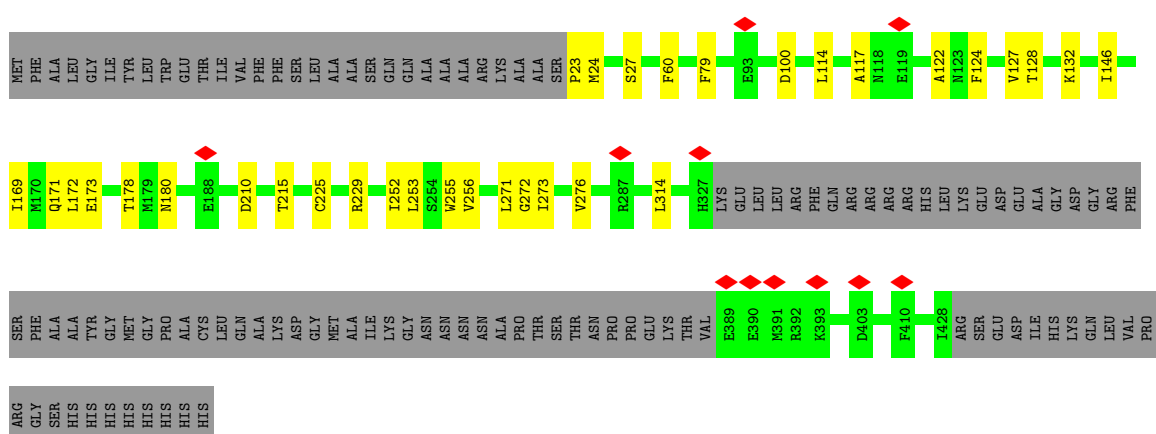 MET PHE ALA LEU GLY ILE TYR LEU TRP GLU THR ILE VAL PHE PHE SER LEU ALA ALA SER GLN GLN ALA ALA ALA ARG LYS ALA ALA SER P23 M24 S27 F60 F79 E93 D100 L114 A117 N118 E119 A122 N123 F124 V127 T128 K132 I146
I169 M170 Q171 L172 E173 T178 M179 N180 E188 D210 T215 C225 R229 I252 L253 S254 W255 V256 L271 G272 I273 V276 R287 L314 H327 LYS GLU LEU LEU ARG PHE GLN ARG ARG ARG ARG HIS LEU LYS GLU ASP GLU ALA GLY ASP GLY ARG PHE
SER PHE ALA ALA TYR GLY MET GLY PRO ALA CYS LEU GLN ALA LYS ASP GLY MET ALA ILE LYS GLY ASN ASN ASN ASN ALA PRO THR SER THR ASN PRO PRO GLU LYS THR VAL E389 E390 M391 R392 K393 D403 F410 I428 ARG SER GLU ASP ILE HIS LYS GLN LEU VAL PRO
ARG GLY SER HIS HIS HIS HIS HIS HIS HIS